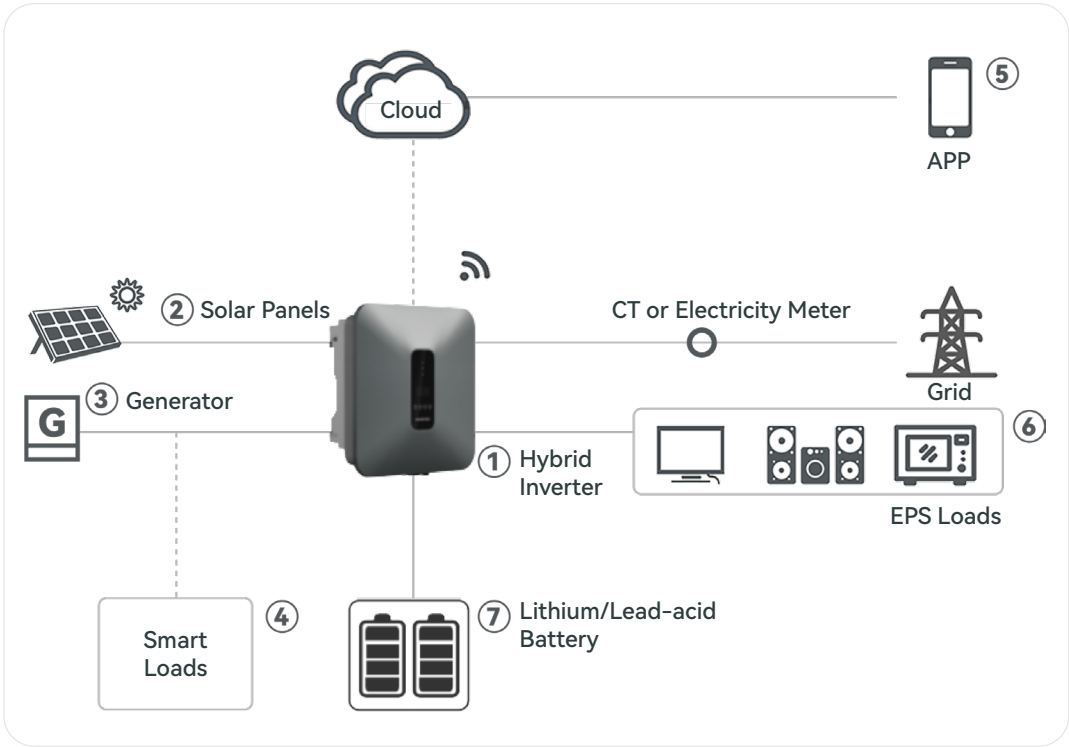 Cloud
5
APP
2 Solar Panels
CT or Electricity Meter
Grid
3 Generator
G
6
1 Hybrid
Inverter
EPS Loads
4
Smart
Loads
7 Lithium/Lead-acid
Battery